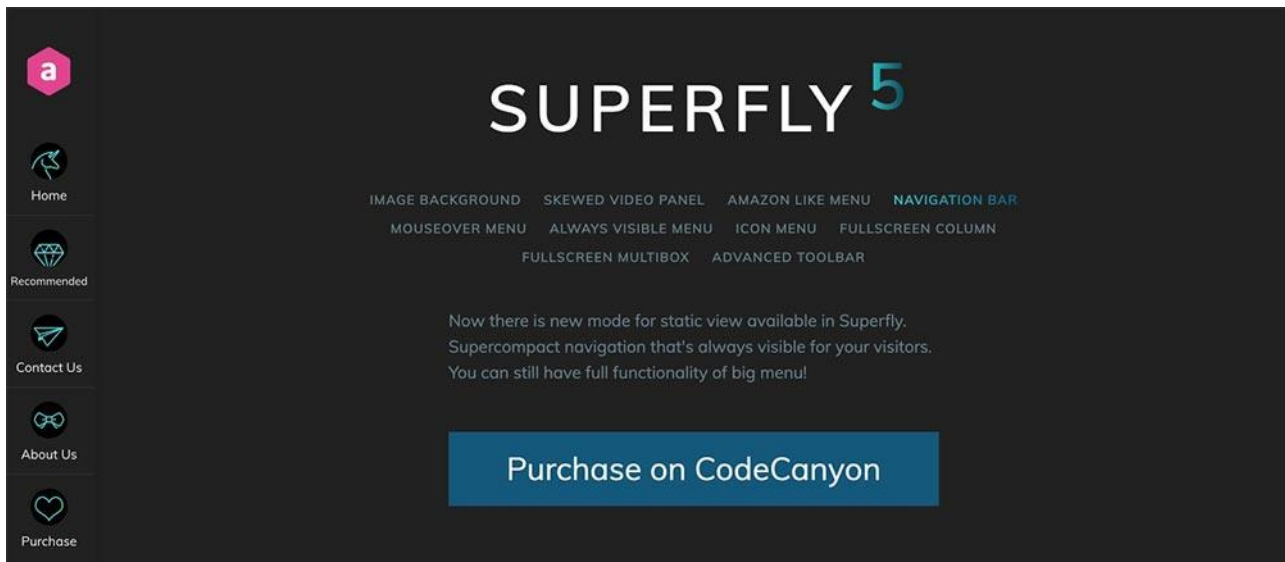 a
Home
Recommended
Contact Us
About Us
Purchase
SUPERFLY 5
IMAGE BACKGROUND SKEWED VIDEO PANEL AMAZON LIKE MENU NAVIGATION BAR
MOUSEOVER MENU ALWAYS VISIBLE MENU ICON MENU FULLSCREEN COLUMN
FULLSCREEN MULTIBOX ADVANCED TOOLBAR
Now there is new mode for static view available in Superfly.
Supercompact navigation that's always visible for your visitors.
You can still have full functionality of big menu!
Purchase on CodeCanyon